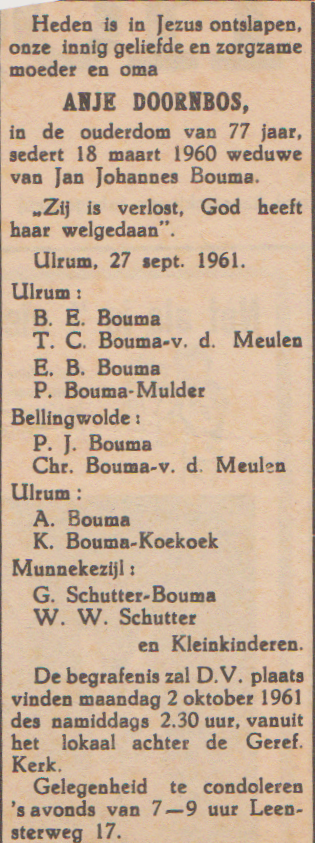 Heden is in Jezus ontslapen,
onze innig geliefde en zorgzame
moeder en oma
ANJE DOORNBOS,
in de ouderdom van 77 jaar,
sedert 18 maart 1960 weduwe
van Jan Johannes Bouma.
„Zij is verlost, God heeft
haar welgedaan”.
Ulrum, 27 sept. 1961.
Ulrum :
B. E. Bouma
T. C. Bouma-v. d. Meulen
E. B. Bouma
P. Bouma-Mulder
Bellingwolde :
P. J. Bouma
Chr. Bouma-v. d. Meulen
Ulrum :
A. Bouma
K. Bouma-Koekoek
Munnekezijl :
G. Schutter-Bouma
W. W. Schutter
en Kleinkinderen.
De begrafenis zal D.V. plaats
vinden maandag 2 oktober 1961
des namiddags 2.30 uur, vanuit
het lokaal achter de Geref.
Kerk.
Gelegenheid te condoleren
's avonds van 7—9 uur Leen-
sterweg 17.